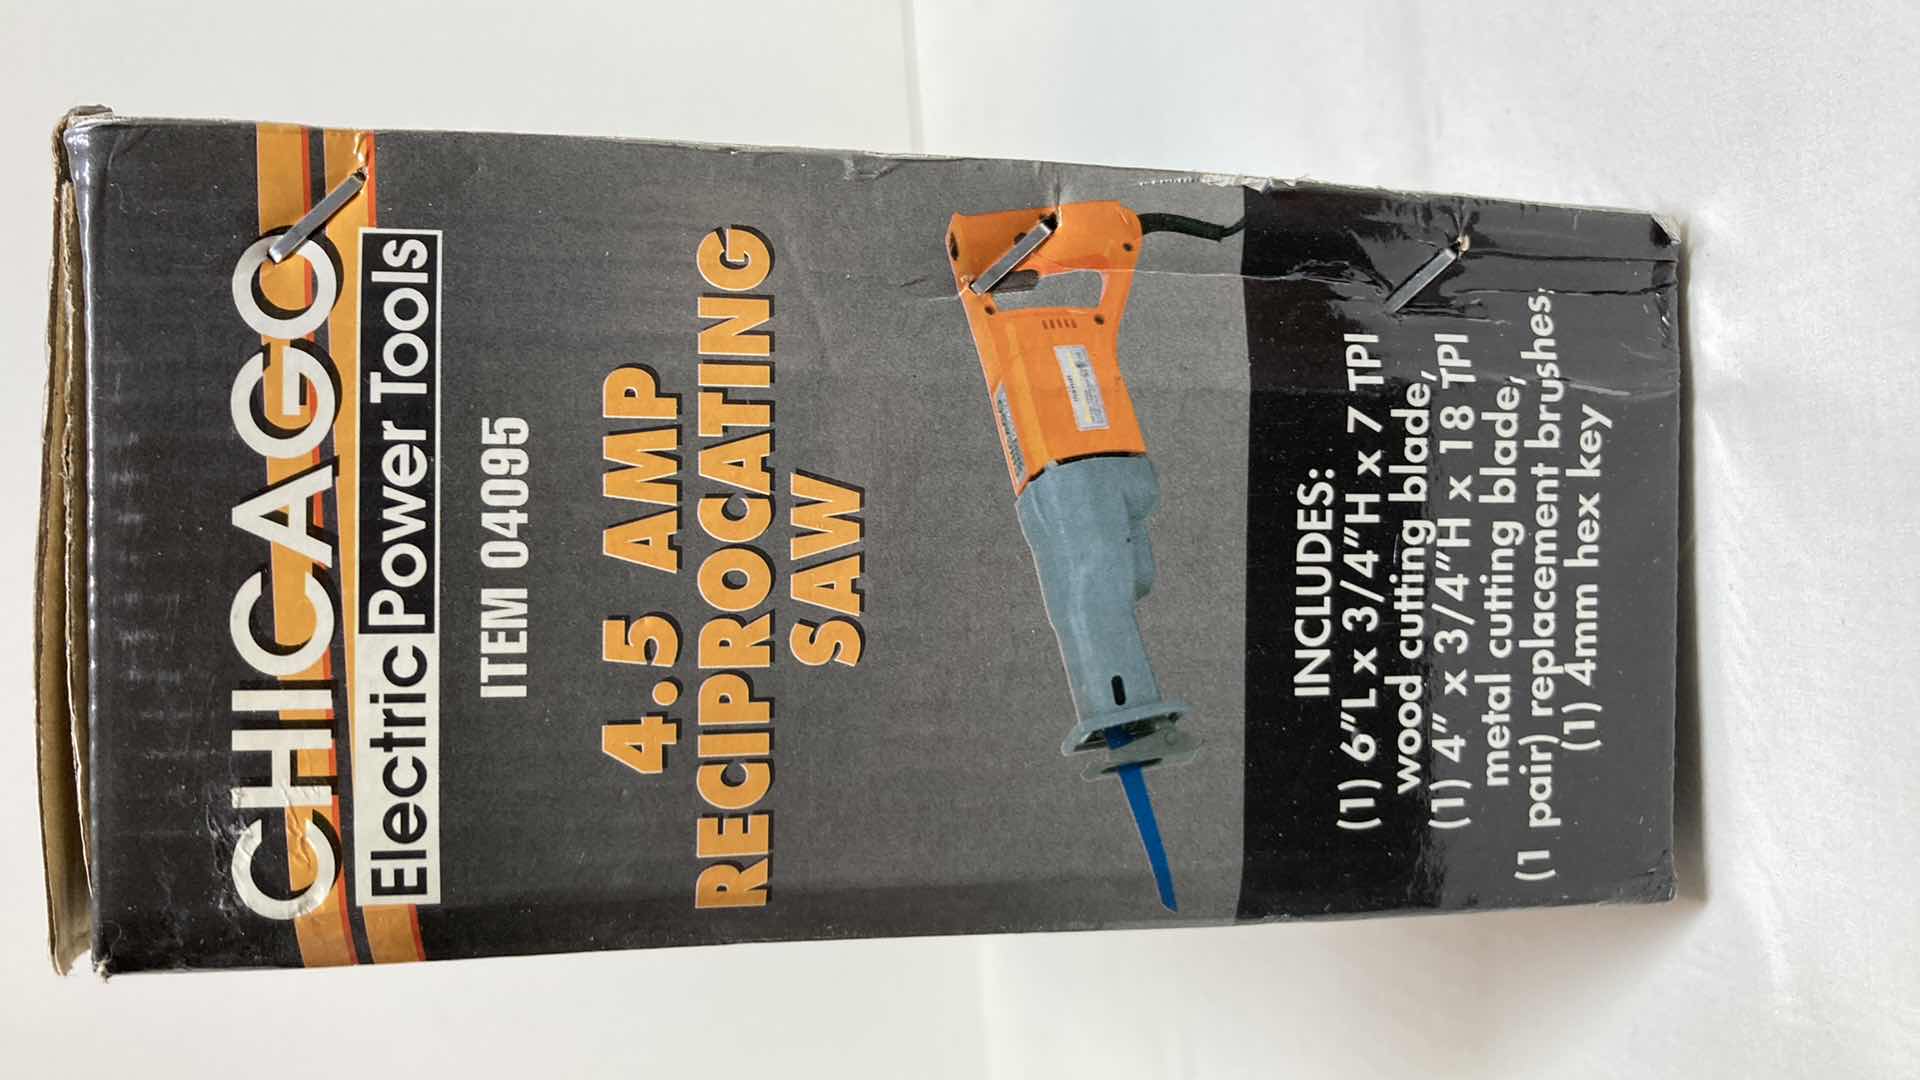 CHICAGO
Electric Power Tools
ITEM 04095
4.5 AMP
RECIPROCATING
SAW
INCLUDES:
(1) 6"L x 3/4"H x 7 TPI
wood cutting blade,
(1) 4" x 3/4"H x 18 TPI
metal cutting blade,
(1 pair) replacement brushes,
(1) 4mm hex key